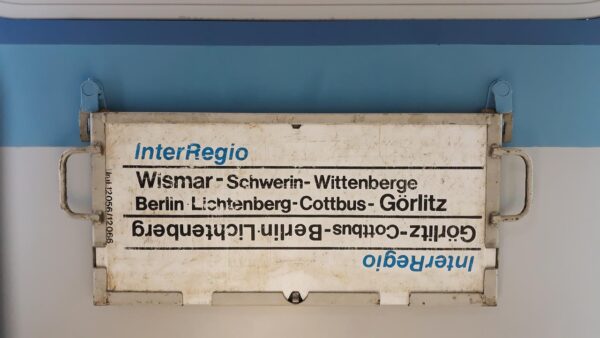 InterRegio
Wismar - Schwerin - Wittenberge
Berlin Lichtenberg - Cottbus - Görlitz
Görlitz - Cottbus - Berlin Lichtenberg
InterRegio